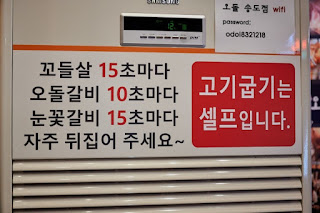 오돌 송도점 wifi
password:
odol8321218
꼬들살 15초마다
오돌갈비 10초마다
눈꽃갈비 15초마다
자주 뒤집어 주세요~
고기굽기는
셀프입니다.